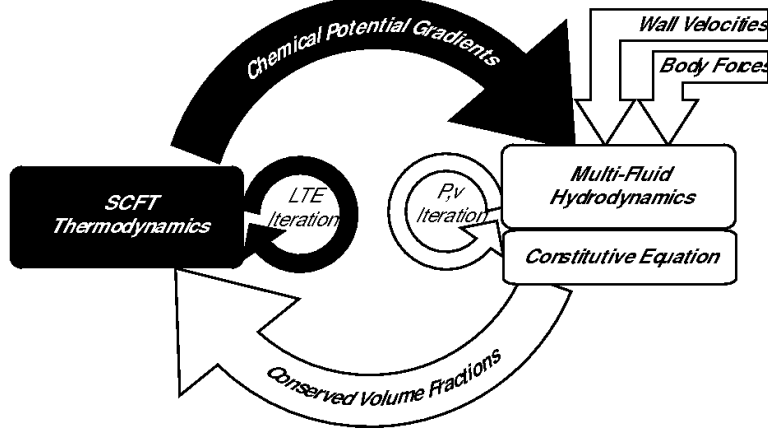 Chemical Potential Gradients
Wall Velocities
Body Forces
SCFT
Thermodynamics
LTE
Iteration
P,v
Iteration
Multi-Fluid
Hydrodynamics
Constitutive Equation
Conserved Volume Fractions